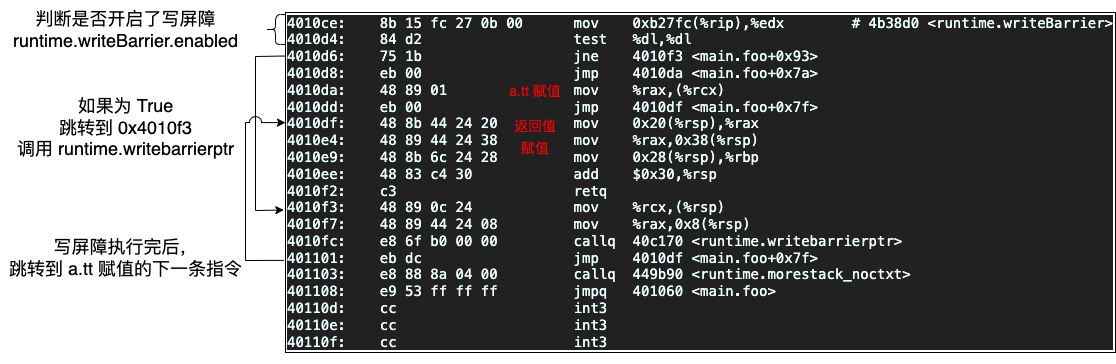 判断是否开启了写屏障
runtime.writeBarrier.enabled
如果为 True
跳转到 0x4010f3
调用 runtime.writebarrierptr
写屏障执行完后，
跳转到 a.tt 赋值的下一条指令
4010ce: 8b 15 fc 27 0b 00 mov 0xb27fc(%rip),%edx # 4b38d0 <runtime.writeBarrier>
4010d4: 84 d2 test %dl,%dl
4010d6: 75 1b jne 4010f3 <main.foo+0x93>
4010d8: eb 00 jmp 4010da <main.foo+0x7a>
4010da: 48 89 01 a.tt 赋值 mov %rax,(%rcx)
4010dd: eb 00 jmp 4010df <main.foo+0x7f>
4010df: 48 8b 44 24 20 返回值 mov 0x20(%rsp),%rax
4010e4: 48 89 44 24 38 赋值 mov %rax,0x38(%rsp)
4010e9: 48 8b 6c 24 28 mov 0x28(%rsp),%rbp
4010ee: 48 83 c4 30 add $0x30,%rsp
4010f2: c3 retq
4010f3: 48 89 0c 24 mov %rcx,(%rsp)
4010f7: 48 89 44 24 08 mov %rax,0x8(%rsp)
4010fc: e8 6f b0 00 00 callq 40c170 <runtime.writebarrierptr>
401101: eb dc jmp 4010df <main.foo+0x7f>
401103: e8 88 8a 04 00 callq 449b90 <runtime.morestack_noctxt>
401108: e9 53 ff ff ff jmpq 401060 <main.foo>
40110d: cc int3
40110e: cc int3
40110f: cc int3